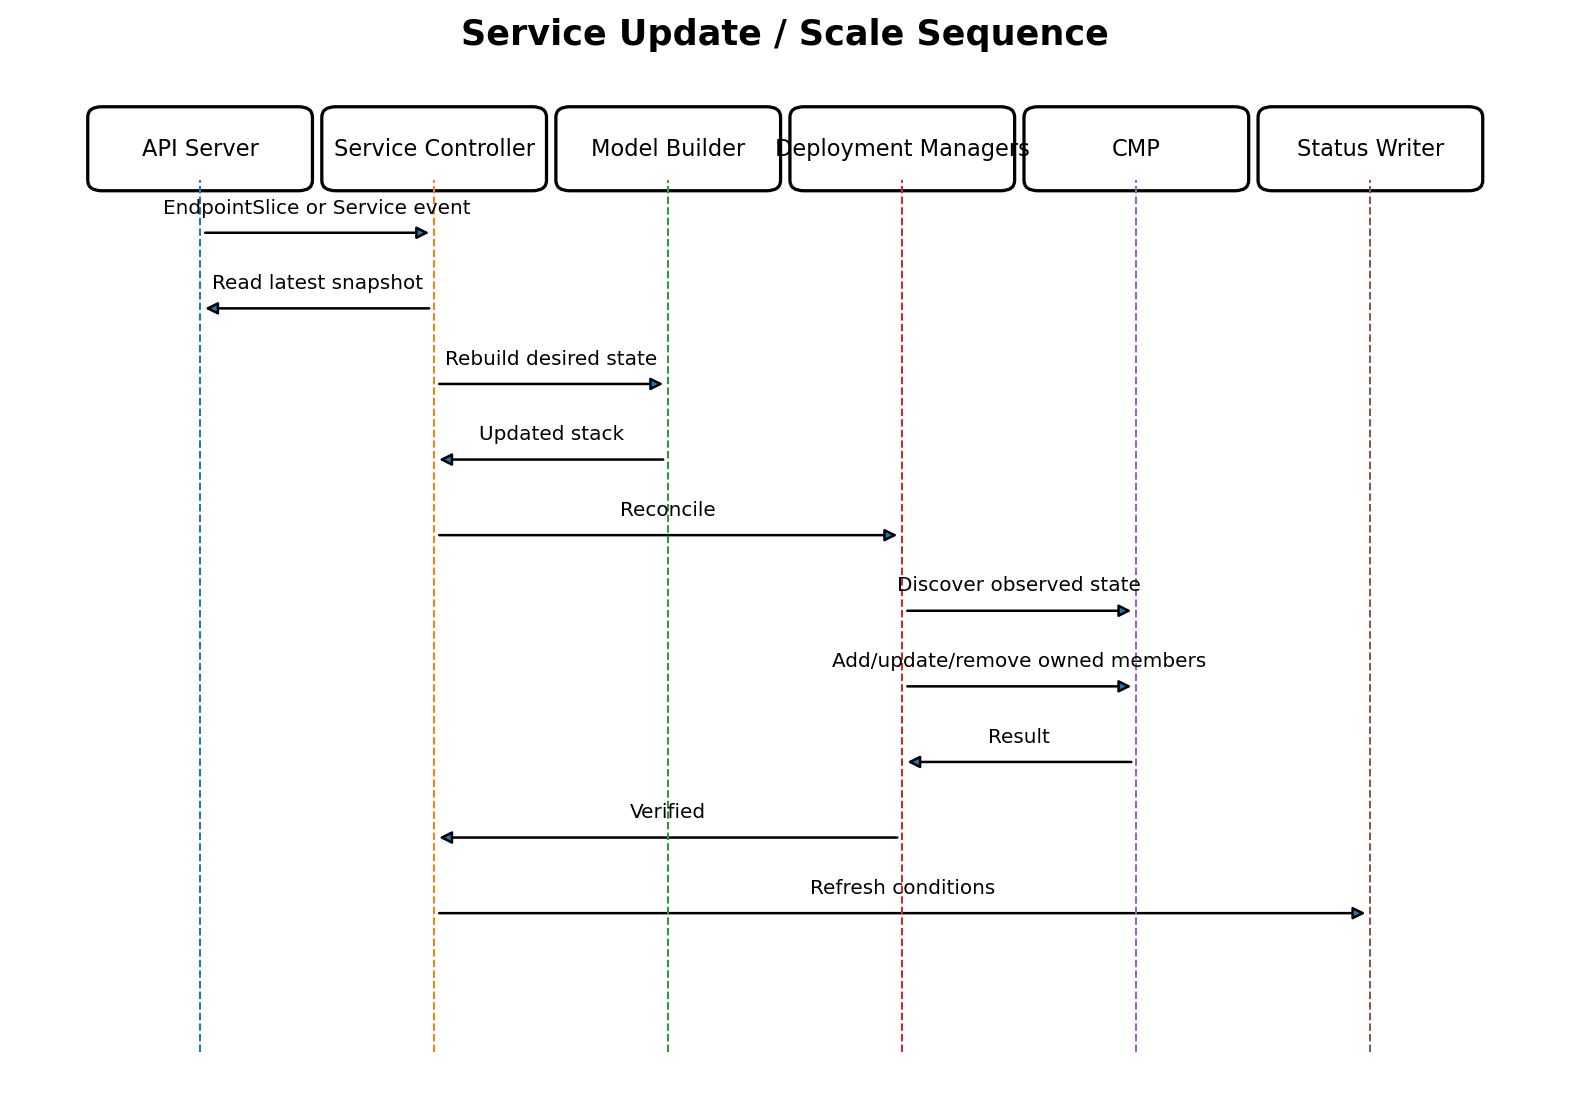 Service Update / Scale Sequence
API Server
Service Controller
Model Builder
Deployment Managers
CMP
Status Writer
EndpointSlice or Service event
Read latest snapshot
Rebuild desired state
Updated stack
Reconcile
Discover observed state
Add/update/remove owned members
Result
Verified
Refresh conditions